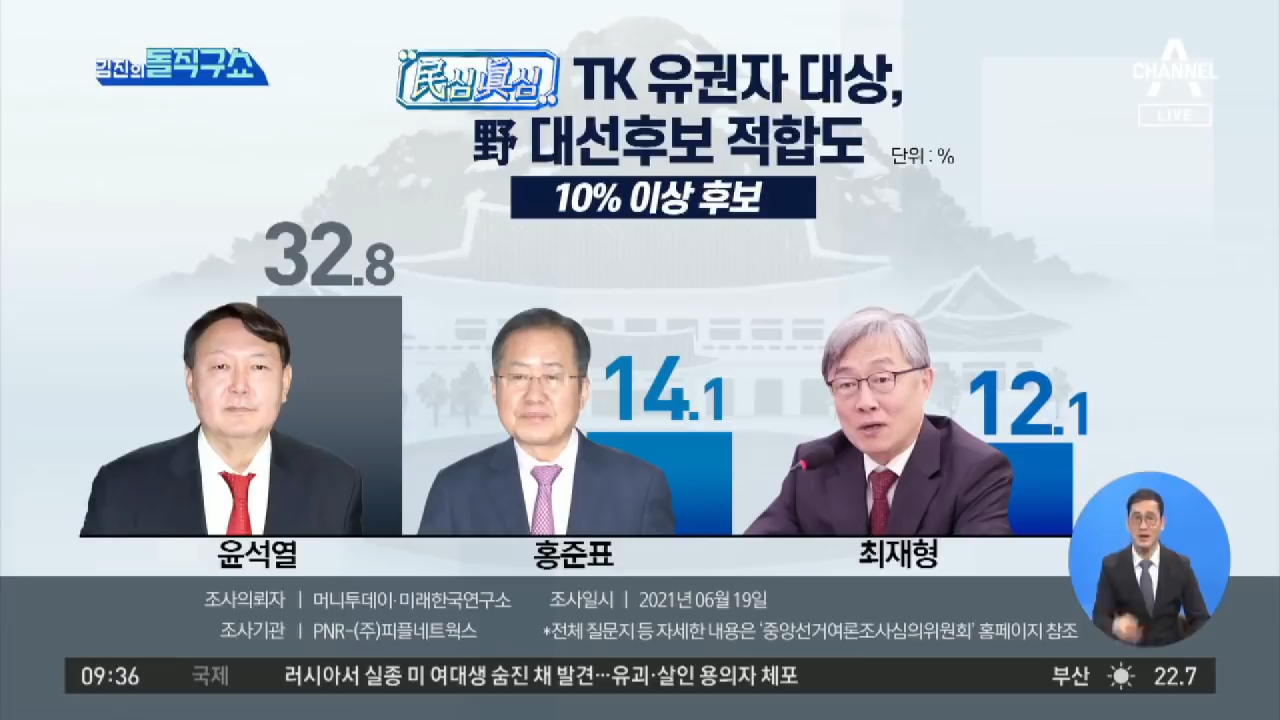 김진의 돌직구쇼
"民심眞심"
TK 유권자 대상,
野 대선후보 적합도
단위 : %
10% 이상 후보
CHANNEL A
LIVE
32.8
14.1
12.1
윤석열
홍준표
최재형
조사의뢰자 | 머니투데이·미래한국연구소
조사일시 | 2021년 06월 19일
조사기관 | PNR-(주)피플네트웍스
*전체 질문지 등 자세한 내용은 '중앙선거여론조사심의위원회' 홈페이지 참조
09:36 국제 러시아서 실종 미 여대생 숨진 채 발견…유괴·살인 용의자 체포 부산 22.7